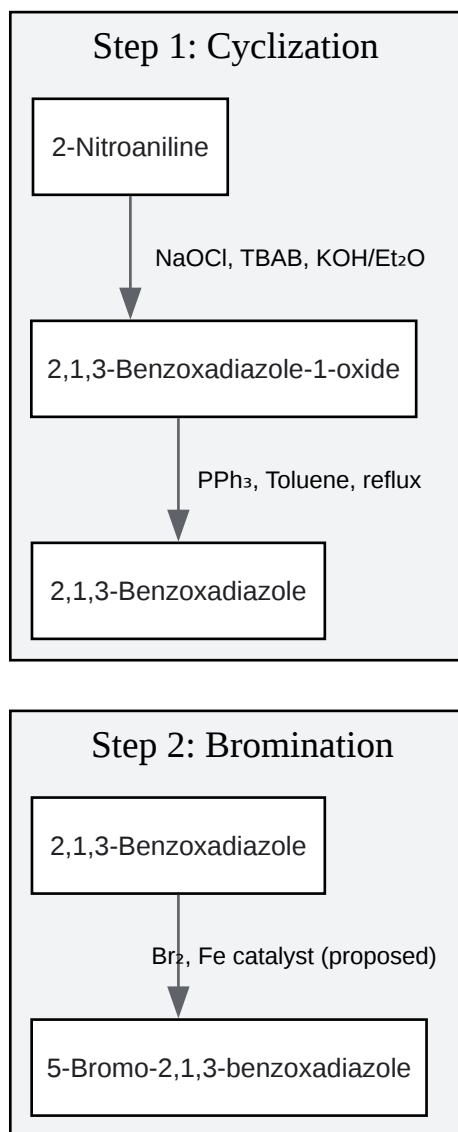 Step 1: Cyclization
2-Nitroaniline
NaOCl, TBAB, KOH/Et₂O
2,1,3-Benzoxadiazole-1-oxide
PPh₃, Toluene, reflux
2,1,3-Benzoxadiazole
Step 2: Bromination
2,1,3-Benzoxadiazole
Br₂, Fe catalyst (proposed)
5-Bromo-2,1,3-benzoxadiazole